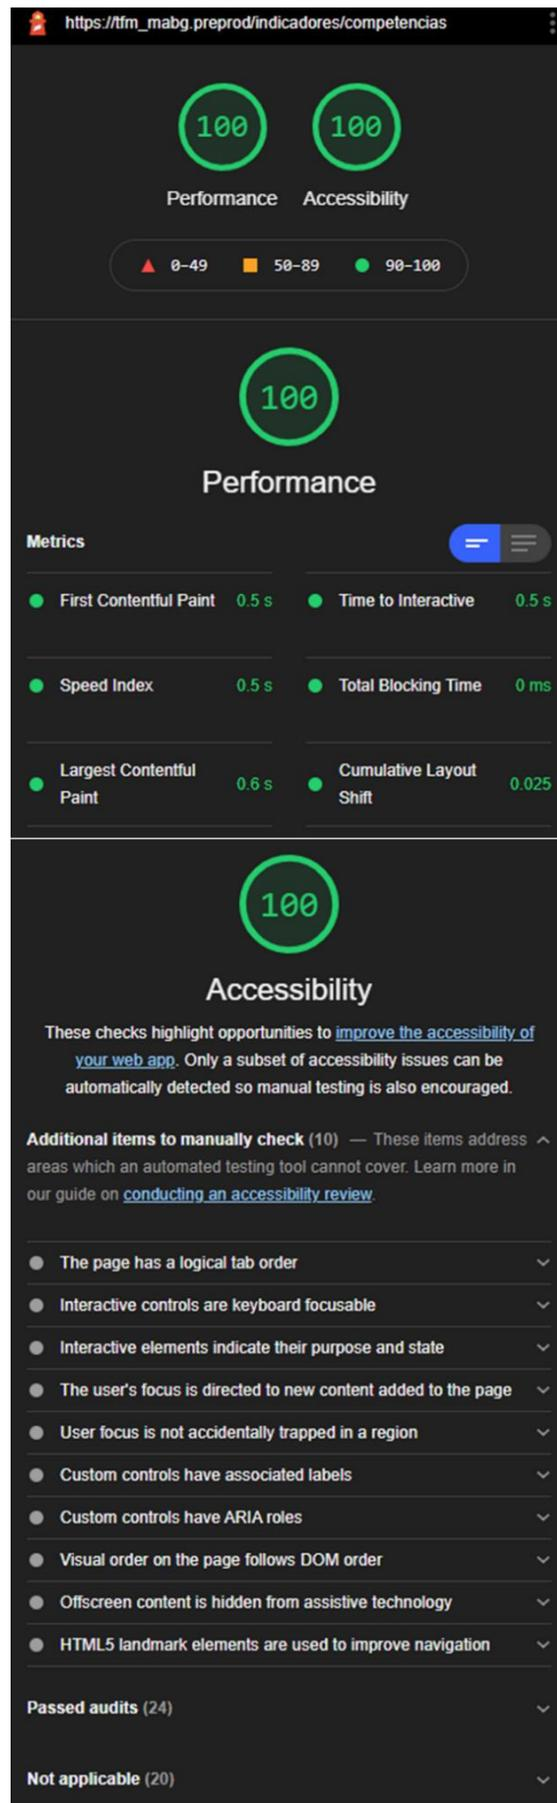 https://tfm_mabg.preprod/indicadores/competencias
100
100
Performance
Accessibility
0-49
50-89
90-100
100
Performance
Metrics
First Contentful Paint
0.5 s
Time to Interactive
0.5 s
Speed Index
0.5 s
Total Blocking Time
0 ms
Largest Contentful
Paint
0.6 s
Cumulative Layout
Shift
0.025
100
Accessibility
These checks highlight opportunities to improve the accessibility of
your web app. Only a subset of accessibility issues can be
automatically detected so manual testing is also encouraged.
Additional items to manually check (10) — These items address
areas which an automated testing tool cannot cover. Learn more in
our guide on conducting an accessibility review.
The page has a logical tab order
Interactive controls are keyboard focusable
Interactive elements indicate their purpose and state
The user's focus is directed to new content added to the page
User focus is not accidentally trapped in a region
Custom controls have associated labels
Custom controls have ARIA roles
Visual order on the page follows DOM order
Offscreen content is hidden from assistive technology
HTML5 landmark elements are used to improve navigation
Passed audits (24)
Not applicable (20)